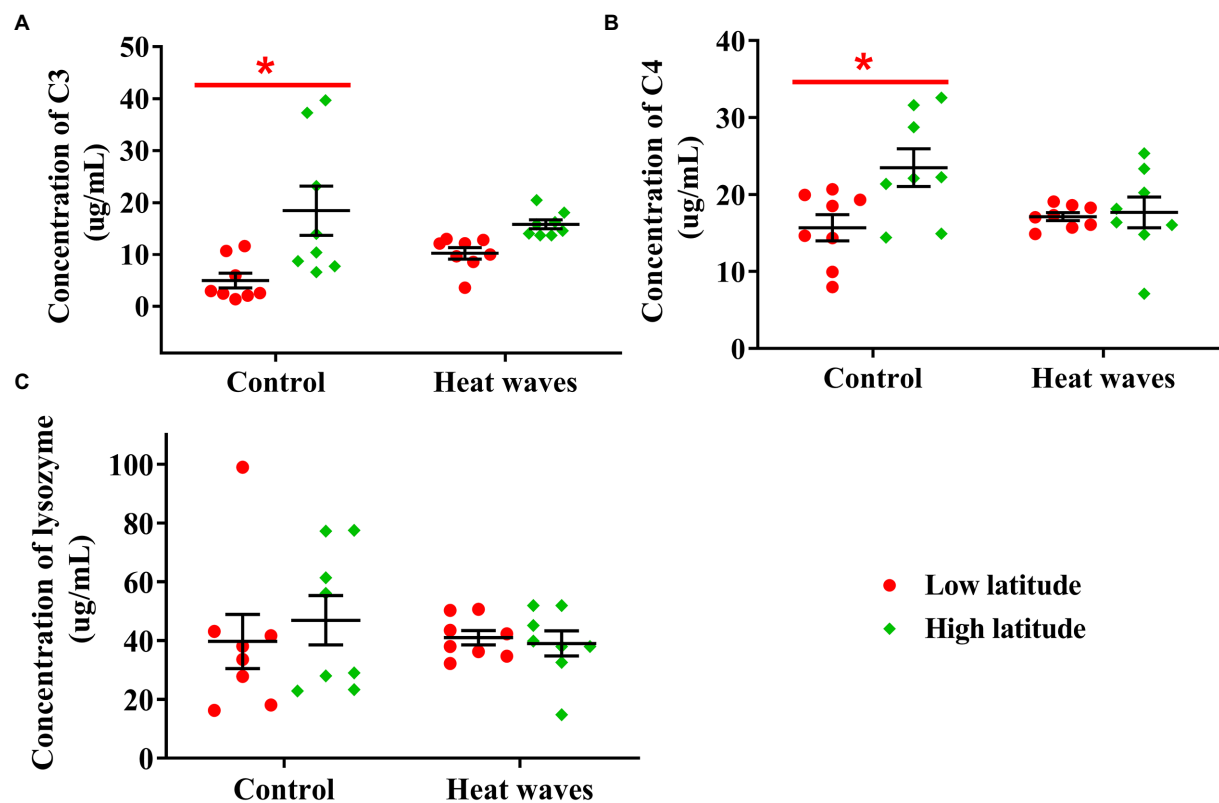 A
Concentration of C3
(ug/mL)
50
40
30
20
10
0
*
Control
Heat waves
B
Concentration of C4
(ug/mL)
40
30
20
10
0
*
Control
Heat waves
C
Concentration of lysozyme
(ug/mL)
100
80
60
40
20
0
Control
Heat waves
Low latitude
High latitude